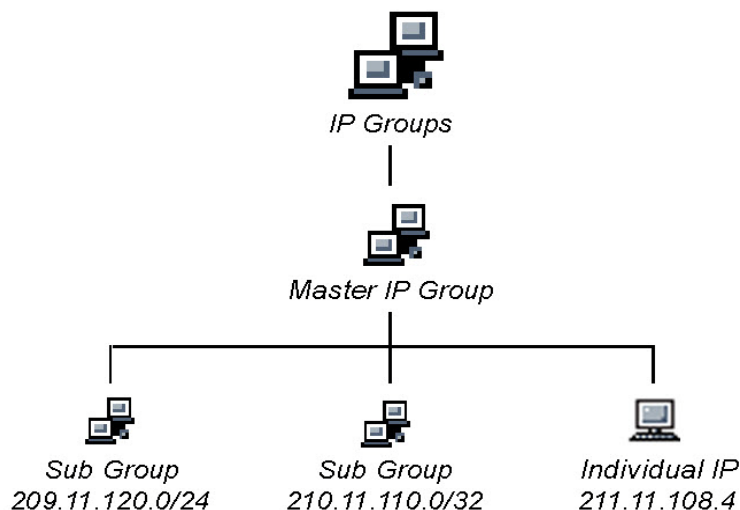 IP Groups
Master IP Group
Sub Group
209.11.120.0/24
Sub Group
210.11.110.0/32
Individual IP
211.11.108.4